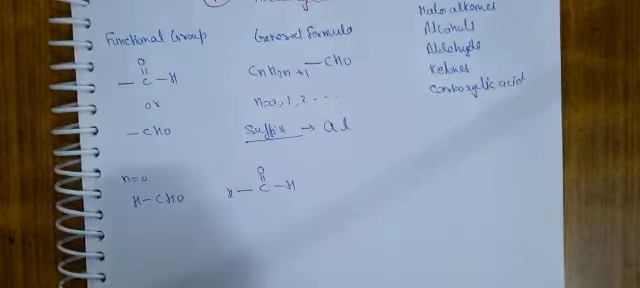 Halo alkanes
Functional Group
General Formula
Alcohols
Aldehyde
Ketones
Carboxylic acid
O
||
— C — H
CnH2n+1 — CHO
or
n=0, 1, 2 - - - -
— CHO
Suffix → al
n=0
H — CHO
O
||
H — C — H